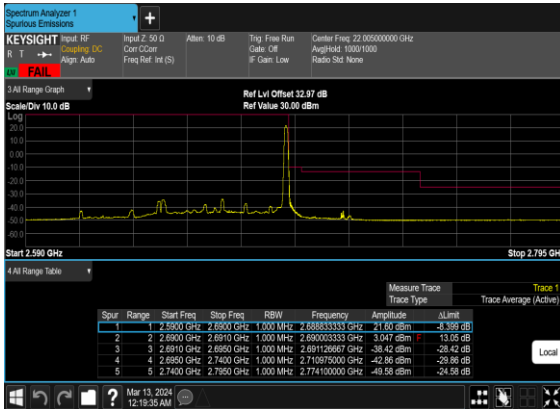 Spectrum Analyzer 1
Spurious Emissions
KEYSIGHT Input: RF Input Z: 50 Ω Atten: 10 dB Trig: Free Run Center Freq: 22.005000000 GHz
R T Coupling: DC Corr CCorr Gate: Off Avg|Hold: 1000/1000
Align: Auto Freq Ref: Int (S) IF Gain: Low Radio Std: None
FAIL
3 All Range Graph
Ref Lvl Offset 32.97 dB
Scale/Div 10.0 dB Ref Value 30.00 dBm
Log
20.0
10.0
0.00
-10.0
-20.0
-30.0
-40.0
-50.0
-60.0
Start 2.590 GHz Stop 2.795 GH
4 All Range Table
Measure Trace Trace 1
Trace Type Trace Average (Active)
Spur Range Start Freq Stop Freq RBW Frequency Amplitude ΔLimit
1 1 2.5900 GHz 2.6900 GHz 1.000 MHz 2.688833333 GHz 21.60 dBm -8.399 dB
2 2 2.6900 GHz 2.6910 GHz 1.000 MHz 2.690003333 GHz 3.047 dBm F 13.05 dB
3 3 2.6910 GHz 2.6950 GHz 1.000 MHz 2.691126667 GHz -38.42 dBm -28.42 dB
4 4 2.6950 GHz 2.7400 GHz 1.000 MHz 2.710975000 GHz -42.86 dBm -29.86 dB
5 5 2.7400 GHz 2.7950 GHz 1.000 MHz 2.774100000 GHz -49.58 dBm -24.58 dB
Local
Mar 13, 2024
12:19:35 AM